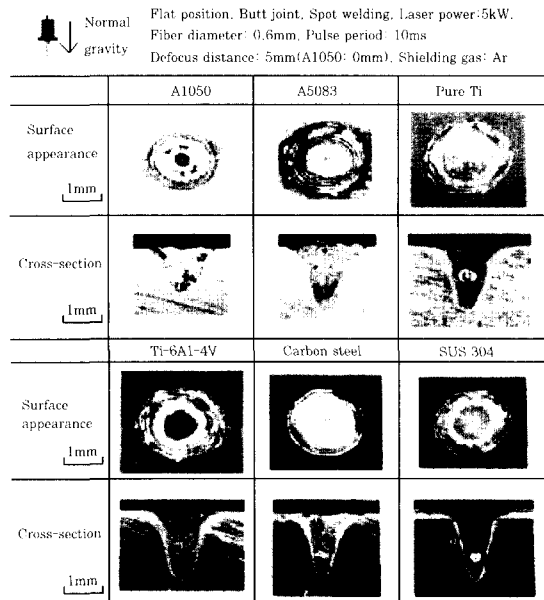 Normal
gravity
Flat position, Butt joint, Spot welding, Laser power:5kW,
Fiber diameter: 0.6mm, Pulse period: 10ms
Defocus distance: 5mm(A1050: 0mm), Shielding gas: Ar
A1050 A5083 Pure Ti
Surface
appearance
1mm
Cross-section
1mm
Ti-6A1-4V Carbon steel SUS 304
Surface
appearance
1mm
Cross-section
1mm